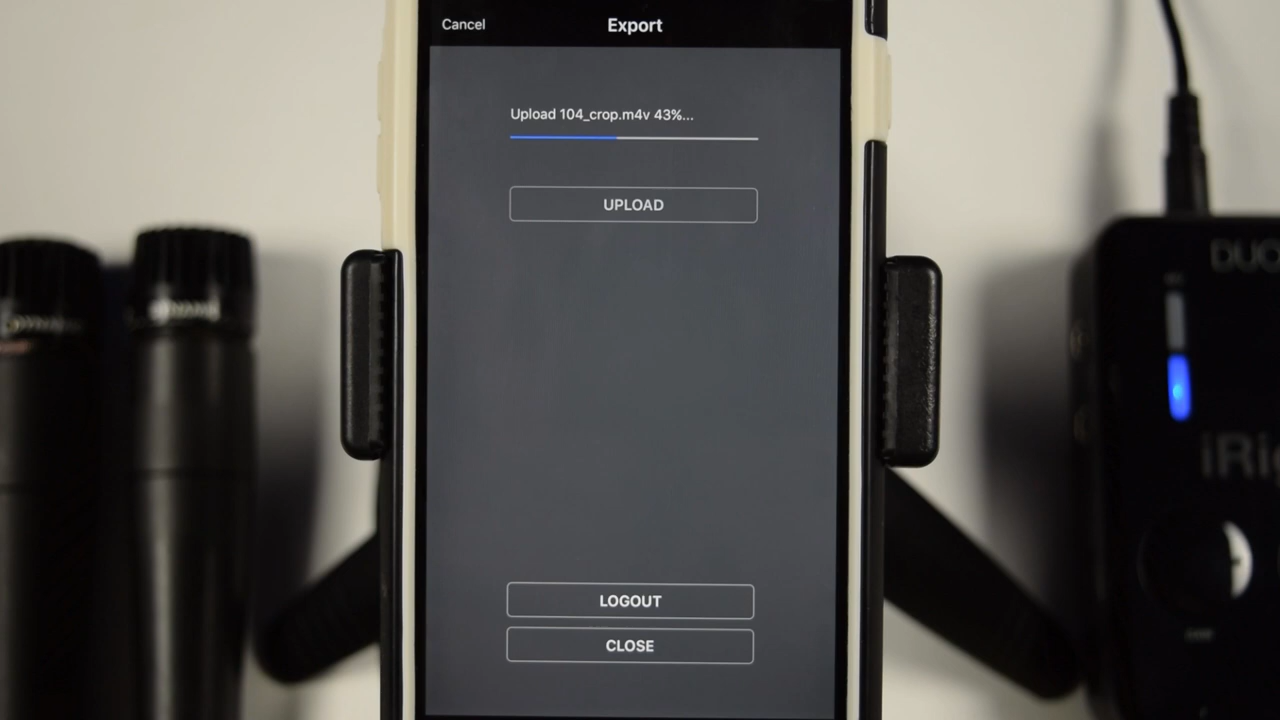 Cancel
Export
Upload 104_crop.m4v 43%...
UPLOAD
LOGOUT
CLOSE
DUO
iRig